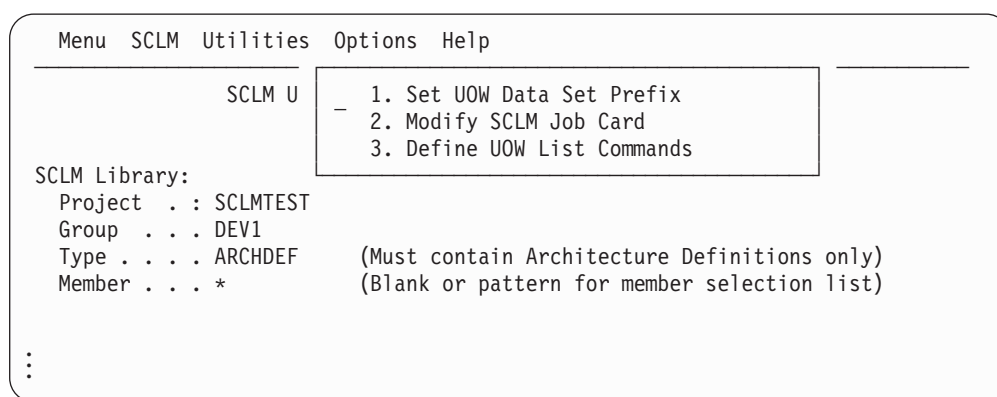 Menu SCLM Utilities Options Help
SCLM U _ 1. Set UOW Data Set Prefix
2. Modify SCLM Job Card
3. Define UOW List Commands
SCLM Library:
Project . : SCLMTEST
Group . . . DEV1
Type . . . . ARCHDEF (Must contain Architecture Definitions only)
Member . . . * (Blank or pattern for member selection list)